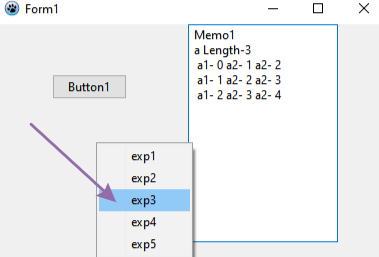 Form1
Memo1
a Length-3
a1- 0 a2- 1 a2- 2
a1- 1 a2- 2 a2- 3
a1- 2 a2- 3 a2- 4
Button1
exp1
exp2
exp3
exp4
exp5